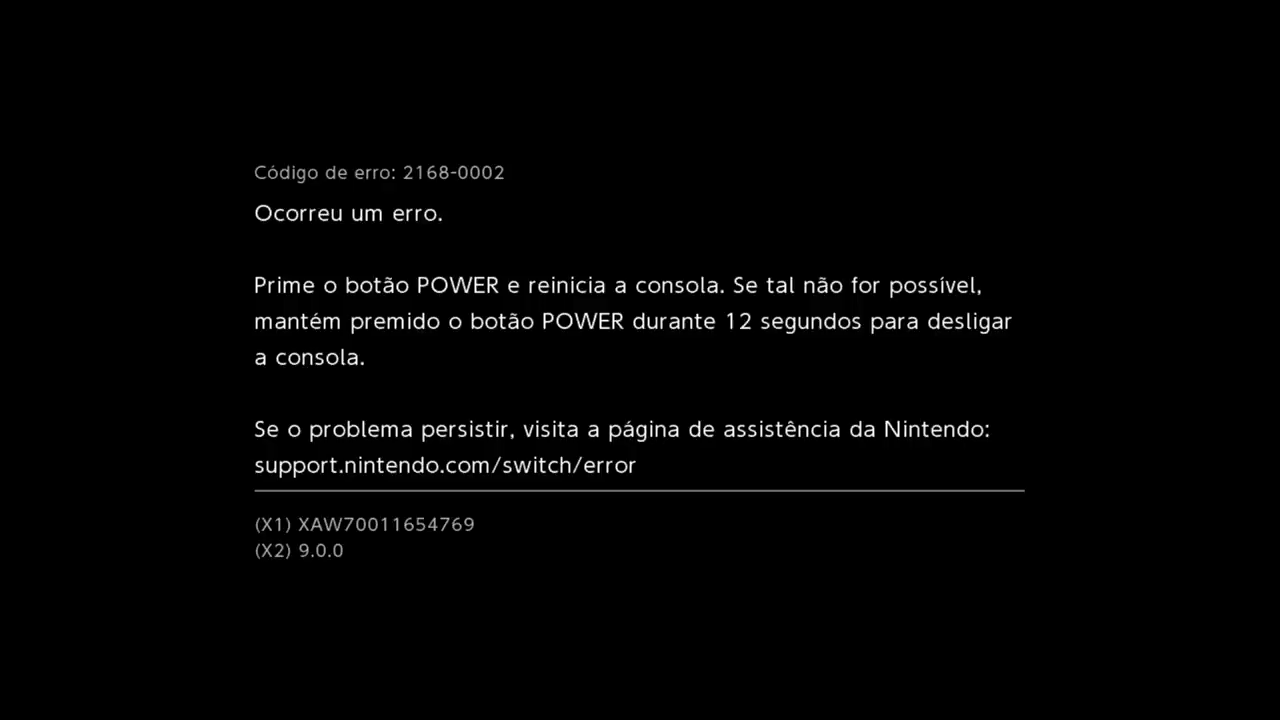 Código de erro: 2168-0002
Ocorreu um erro.
Prime o botão POWER e reinicia a consola. Se tal não for possível,
mantém premido o botão POWER durante 12 segundos para desligar
a consola.
Se o problema persistir, visita a página de assistência da Nintendo:
support.nintendo.com/switch/error
(X1) XAW70011654769
(X2) 9.0.0